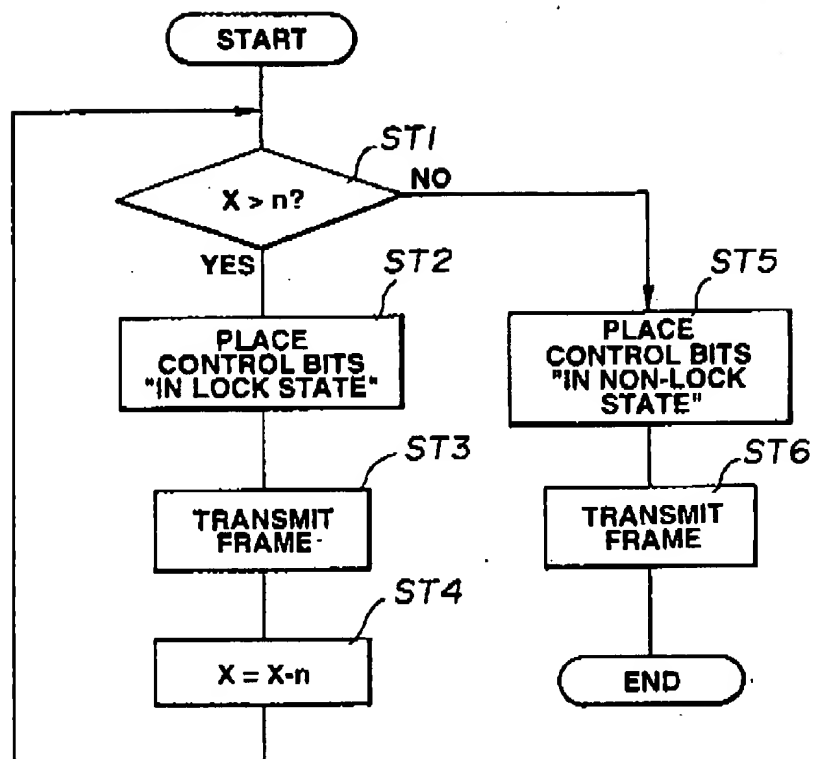 START
ST1
X > n?
NO
YES
ST2
PLACE
CONTROL BITS
"IN LOCK STATE"
ST5
PLACE
CONTROL BITS
"IN NON-LOCK
STATE"
ST3
TRANSMIT
FRAME
ST6
TRANSMIT
FRAME
ST4
X = X-n
END